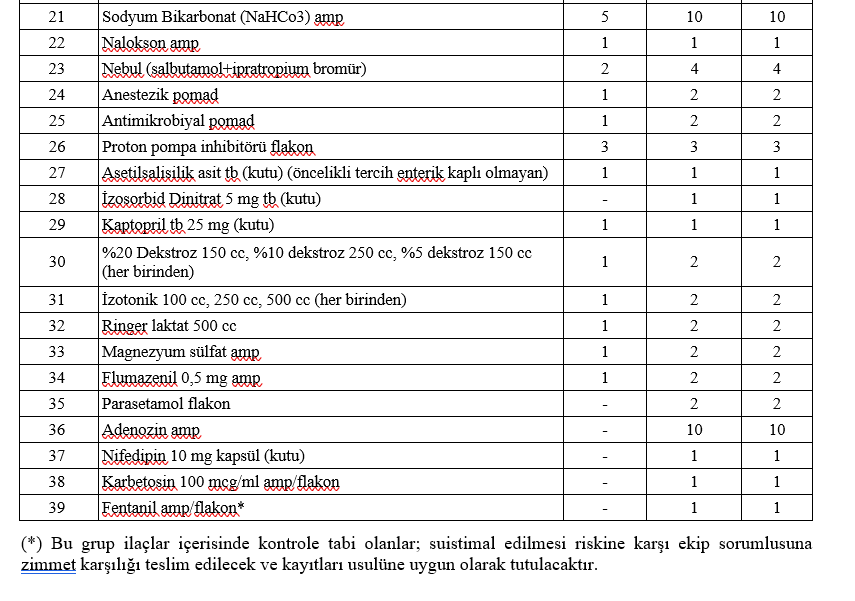 21 Sodyum Bikarbonat (NaHCo3) amp 5 10 10
22 Nalokson amp 1 1 1
23 Nebul (salbutamol+ipratropium bromür) 2 4 4
24 Anestezik pomad 1 2 2
25 Antimikrobiyal pomad 1 2 2
26 Proton pompa inhibitörü flakon 3 3 3
27 Asetilsalisilik asit tb (kutu) (öncelikli tercih enterik kaplı olmayan) 1 1 1
28 İzosorbid Dinitrat 5 mg tb (kutu) - 1 1
29 Kaptopril tb 25 mg (kutu) 1 1 1
30 %20 Dekstroz 150 cc, %10 dekstroz 250 cc, %5 dekstroz 150 cc
(her birinden) 1 2 2
31 İzotonik 100 cc, 250 cc, 500 cc (her birinden) 1 2 2
32 Ringer laktat 500 cc 1 2 2
33 Magnezyum sülfat amp 1 2 2
34 Flumazenil 0,5 mg amp 1 2 2
35 Parasetamol flakon - 2 2
36 Adenozin amp - 10 10
37 Nifedipin 10 mg kapsül (kutu) - 1 1
38 Karbetosin 100 mcg/ml amp/flakon - 1 1
39 Fentanil amp/flakon* - 1 1
(*) Bu grup ilaçlar içerisinde kontrole tabi olanlar; suistimal edilmesi riskine karşı ekip sorumlusuna
zimmet karşılığı teslim edilecek ve kayıtları usulüne uygun olarak tutulacaktır.